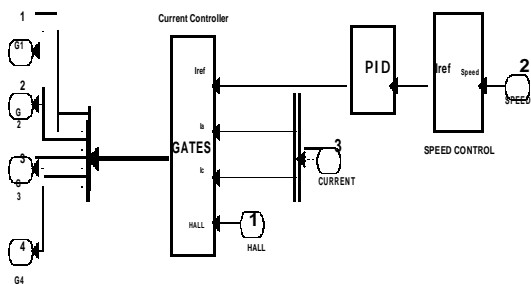 1
Current Controller
G1
Iref
PID
Iref
Speed
2
SPEED
2
G
2
Ia
GATES
3
SPEED CONTROL
3
G
3
Ic
CURRENT
HALL
1
HALL
4
G4